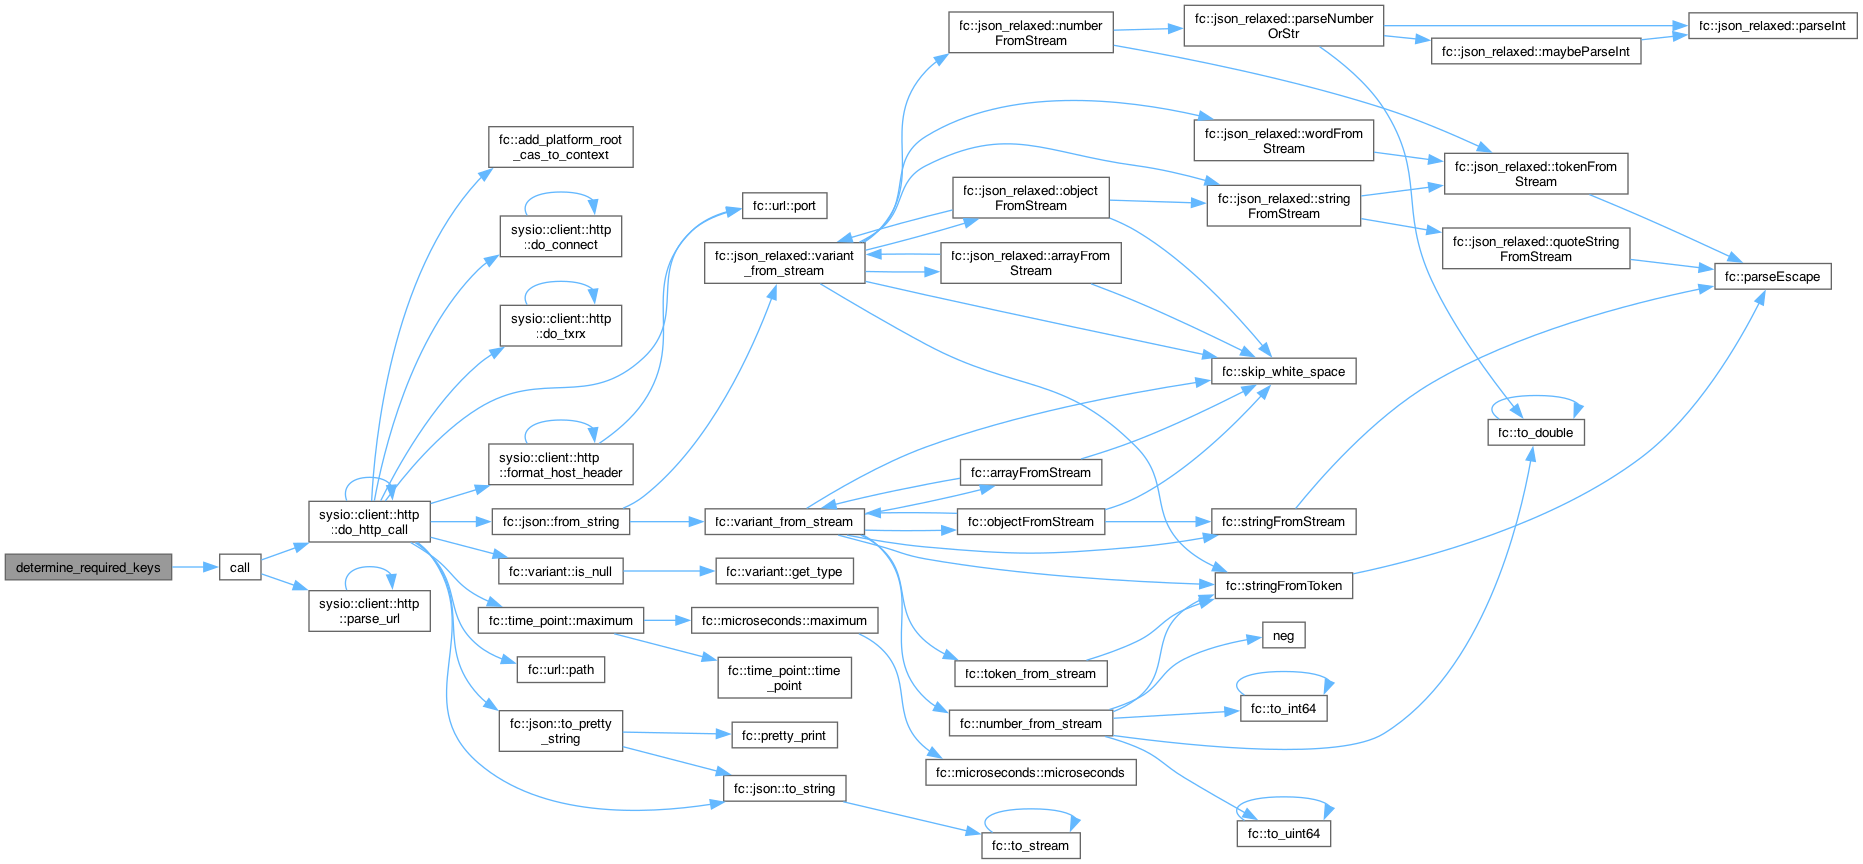 determine_required_keys
call
sysio::client::http
::do_http_call
sysio::client::http
::parse_url
fc::add_platform_root
_cas_to_context
sysio::client::http
::do_connect
sysio::client::http
::do_txrx
sysio::client::http
::format_host_header
fc::json::from_string
fc::variant::is_null
fc::time_point::maximum
fc::url::path
fc::json::to_pretty
_string
fc::url::port
fc::json_relaxed::variant
_from_stream
fc::variant_from_stream
fc::variant::get_type
fc::microseconds::maximum
fc::time_point::time
_point
fc::pretty_print
fc::json::to_string
fc::json_relaxed::number
FromStream
fc::json_relaxed::object
FromStream
fc::json_relaxed::arrayFrom
Stream
fc::arrayFromStream
fc::objectFromStream
fc::token_from_stream
fc::number_from_stream
fc::microseconds::microseconds
fc::to_stream
fc::json_relaxed::parseNumber
OrStr
fc::json_relaxed::wordFrom
Stream
fc::json_relaxed::string
FromStream
fc::skip_white_space
fc::stringFromStream
fc::stringFromToken
neg
fc::to_int64
fc::to_uint64
fc::json_relaxed::maybeParseInt
fc::json_relaxed::tokenFrom
Stream
fc::json_relaxed::quoteString
FromStream
fc::to_double
fc::json_relaxed::parseInt
fc::parseEscape